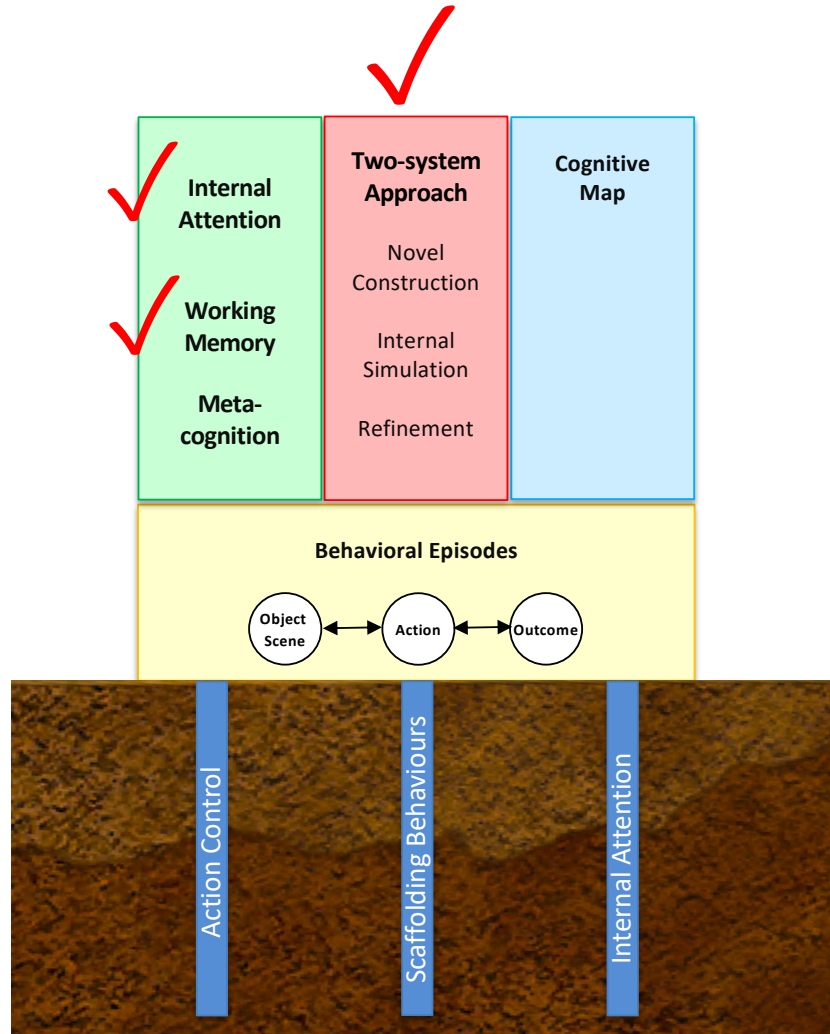 Internal
Attention
Working
Memory
Meta-
cognition
Two-system
Approach
Novel
Construction
Internal
Simulation
Refinement
Cognitive
Map
Behavioral Episodes
Object
Scene
Action
Outcome
Action Control
Scaffolding Behaviours
Internal Attention